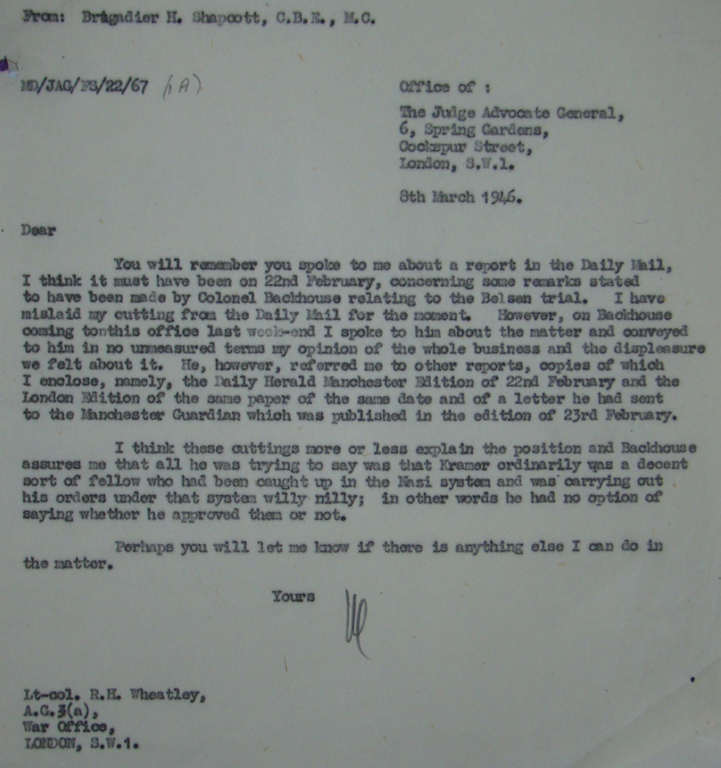 From: Brigadier H. Shapcott, C.B.E., M.C.
MD/JAG/FS/22/67 (1A)
Office of :
The Judge Advocate General,
6, Spring Gardens,
Cockspur Street,
London, S.W.1.
8th March 1946.
Dear
You will remember you spoke to me about a report in the Daily Mail,
I think it must have been on 22nd February, concerning some remarks stated
to have been made by Colonel Backhouse relating to the Belsen trial. I have
mislaid my cutting from the Daily Mail for the moment. However, on Backhouse
coming tonthis office last week-end I spoke to him about the matter and conveyed
to him in no unmeasured terms my opinion of the whole business and the displeasure
we felt about it. He, however, referred me to other reports, copies of which
I enclose, namely, the Daily Herald Manchester Edition of 22nd February and the
London Edition of the same paper of the same date and of a letter he had sent
to the Manchester Guardian which was published in the edition of 23rd February.
I think these cuttings more or less explain the position and Backhouse
assures me that all he was trying to say was that Kramer ordinarily was a decent
sort of fellow who had been caught up in the Nazi system and was carrying out
his orders under that system willy nilly; in other words he had no option of
saying whether he approved them or not.
Perhaps you will let me know if there is anything else I can do in
the matter.
Yours
Lt-col. R.H. Wheatley,
A.G.3(a),
War Office,
LONDON, S.W.1.